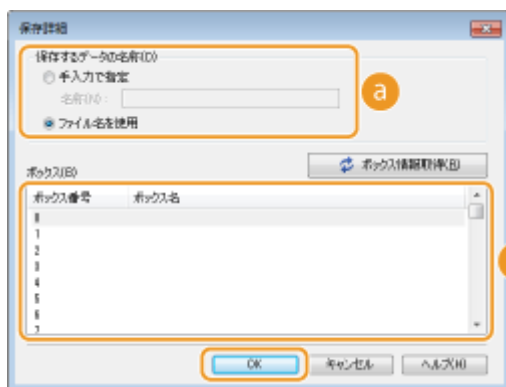 保存詳細
保存するデータの名前(D)
手入力で指定
名前(N):
ファイル名を使用
a
ボックス(B)
ボックス情報取得(R)
ボックス番号 ボックス名
0
1
2
3
4
5
6
7
OK キャンセル ヘルプ(H)